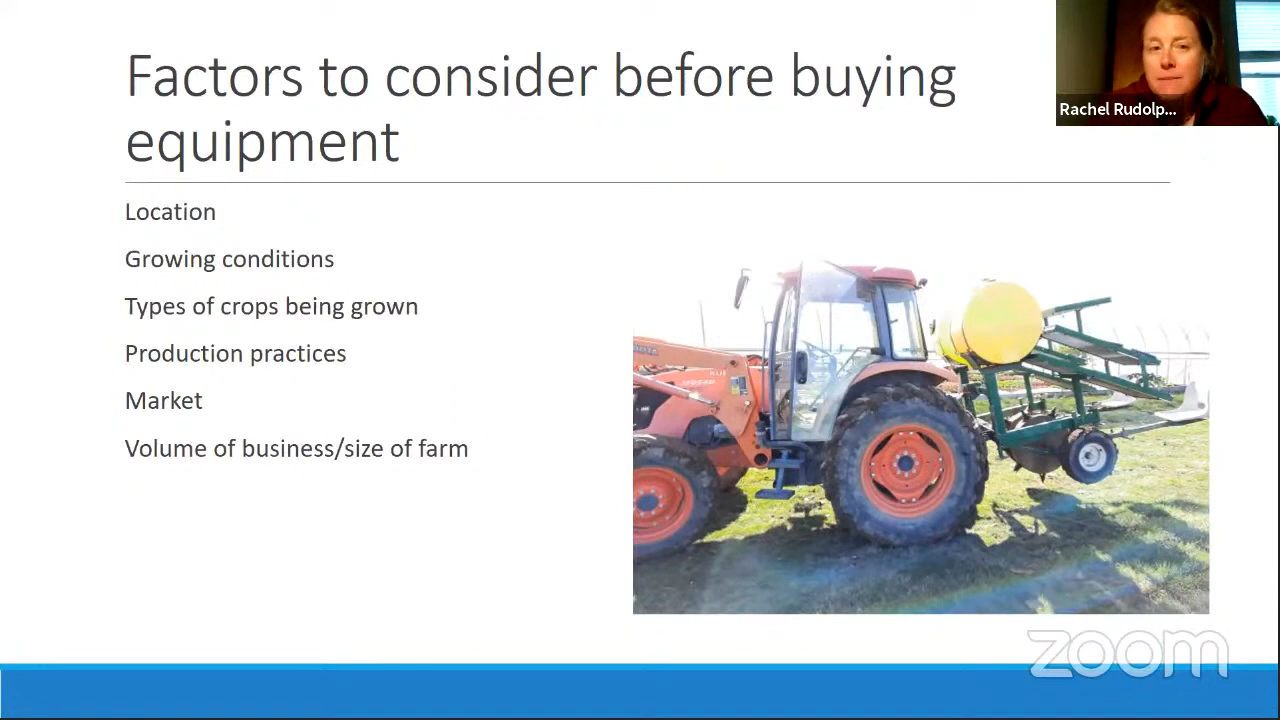 Factors to consider before buying
equipment
Rachel Rudolp...
Location
Growing conditions
Types of crops being grown
Production practices
Market
Volume of business/size of farm
zoom